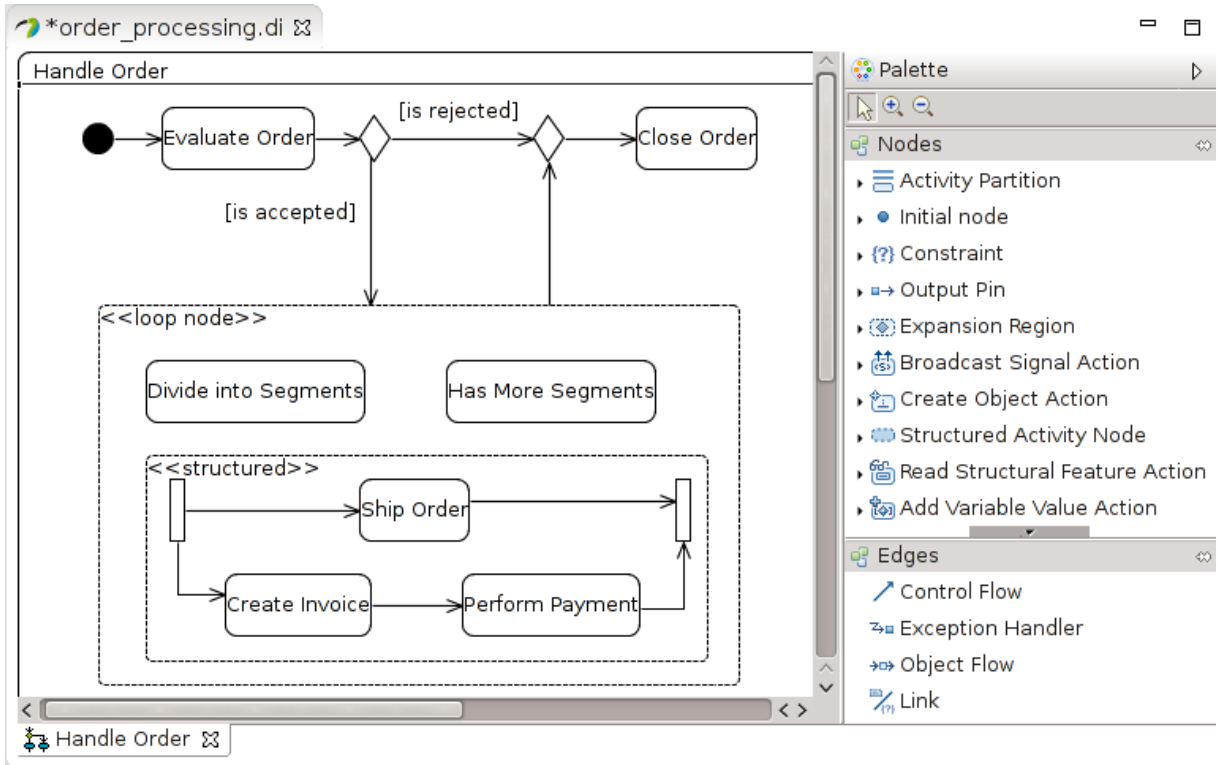 *order_processing.di
Handle Order
Evaluate Order
[is rejected]
Close Order
[is accepted]
<<loop node>>
Divide into Segments
Has More Segments
<<structured>>
Ship Order
Create Invoice
Perform Payment
Handle Order
Palette
Nodes
Activity Partition
Initial node
{?} Constraint
Output Pin
Expansion Region
Broadcast Signal Action
Create Object Action
Structured Activity Node
Read Structural Feature Action
Add Variable Value Action
Edges
Control Flow
Exception Handler
Object Flow
Link